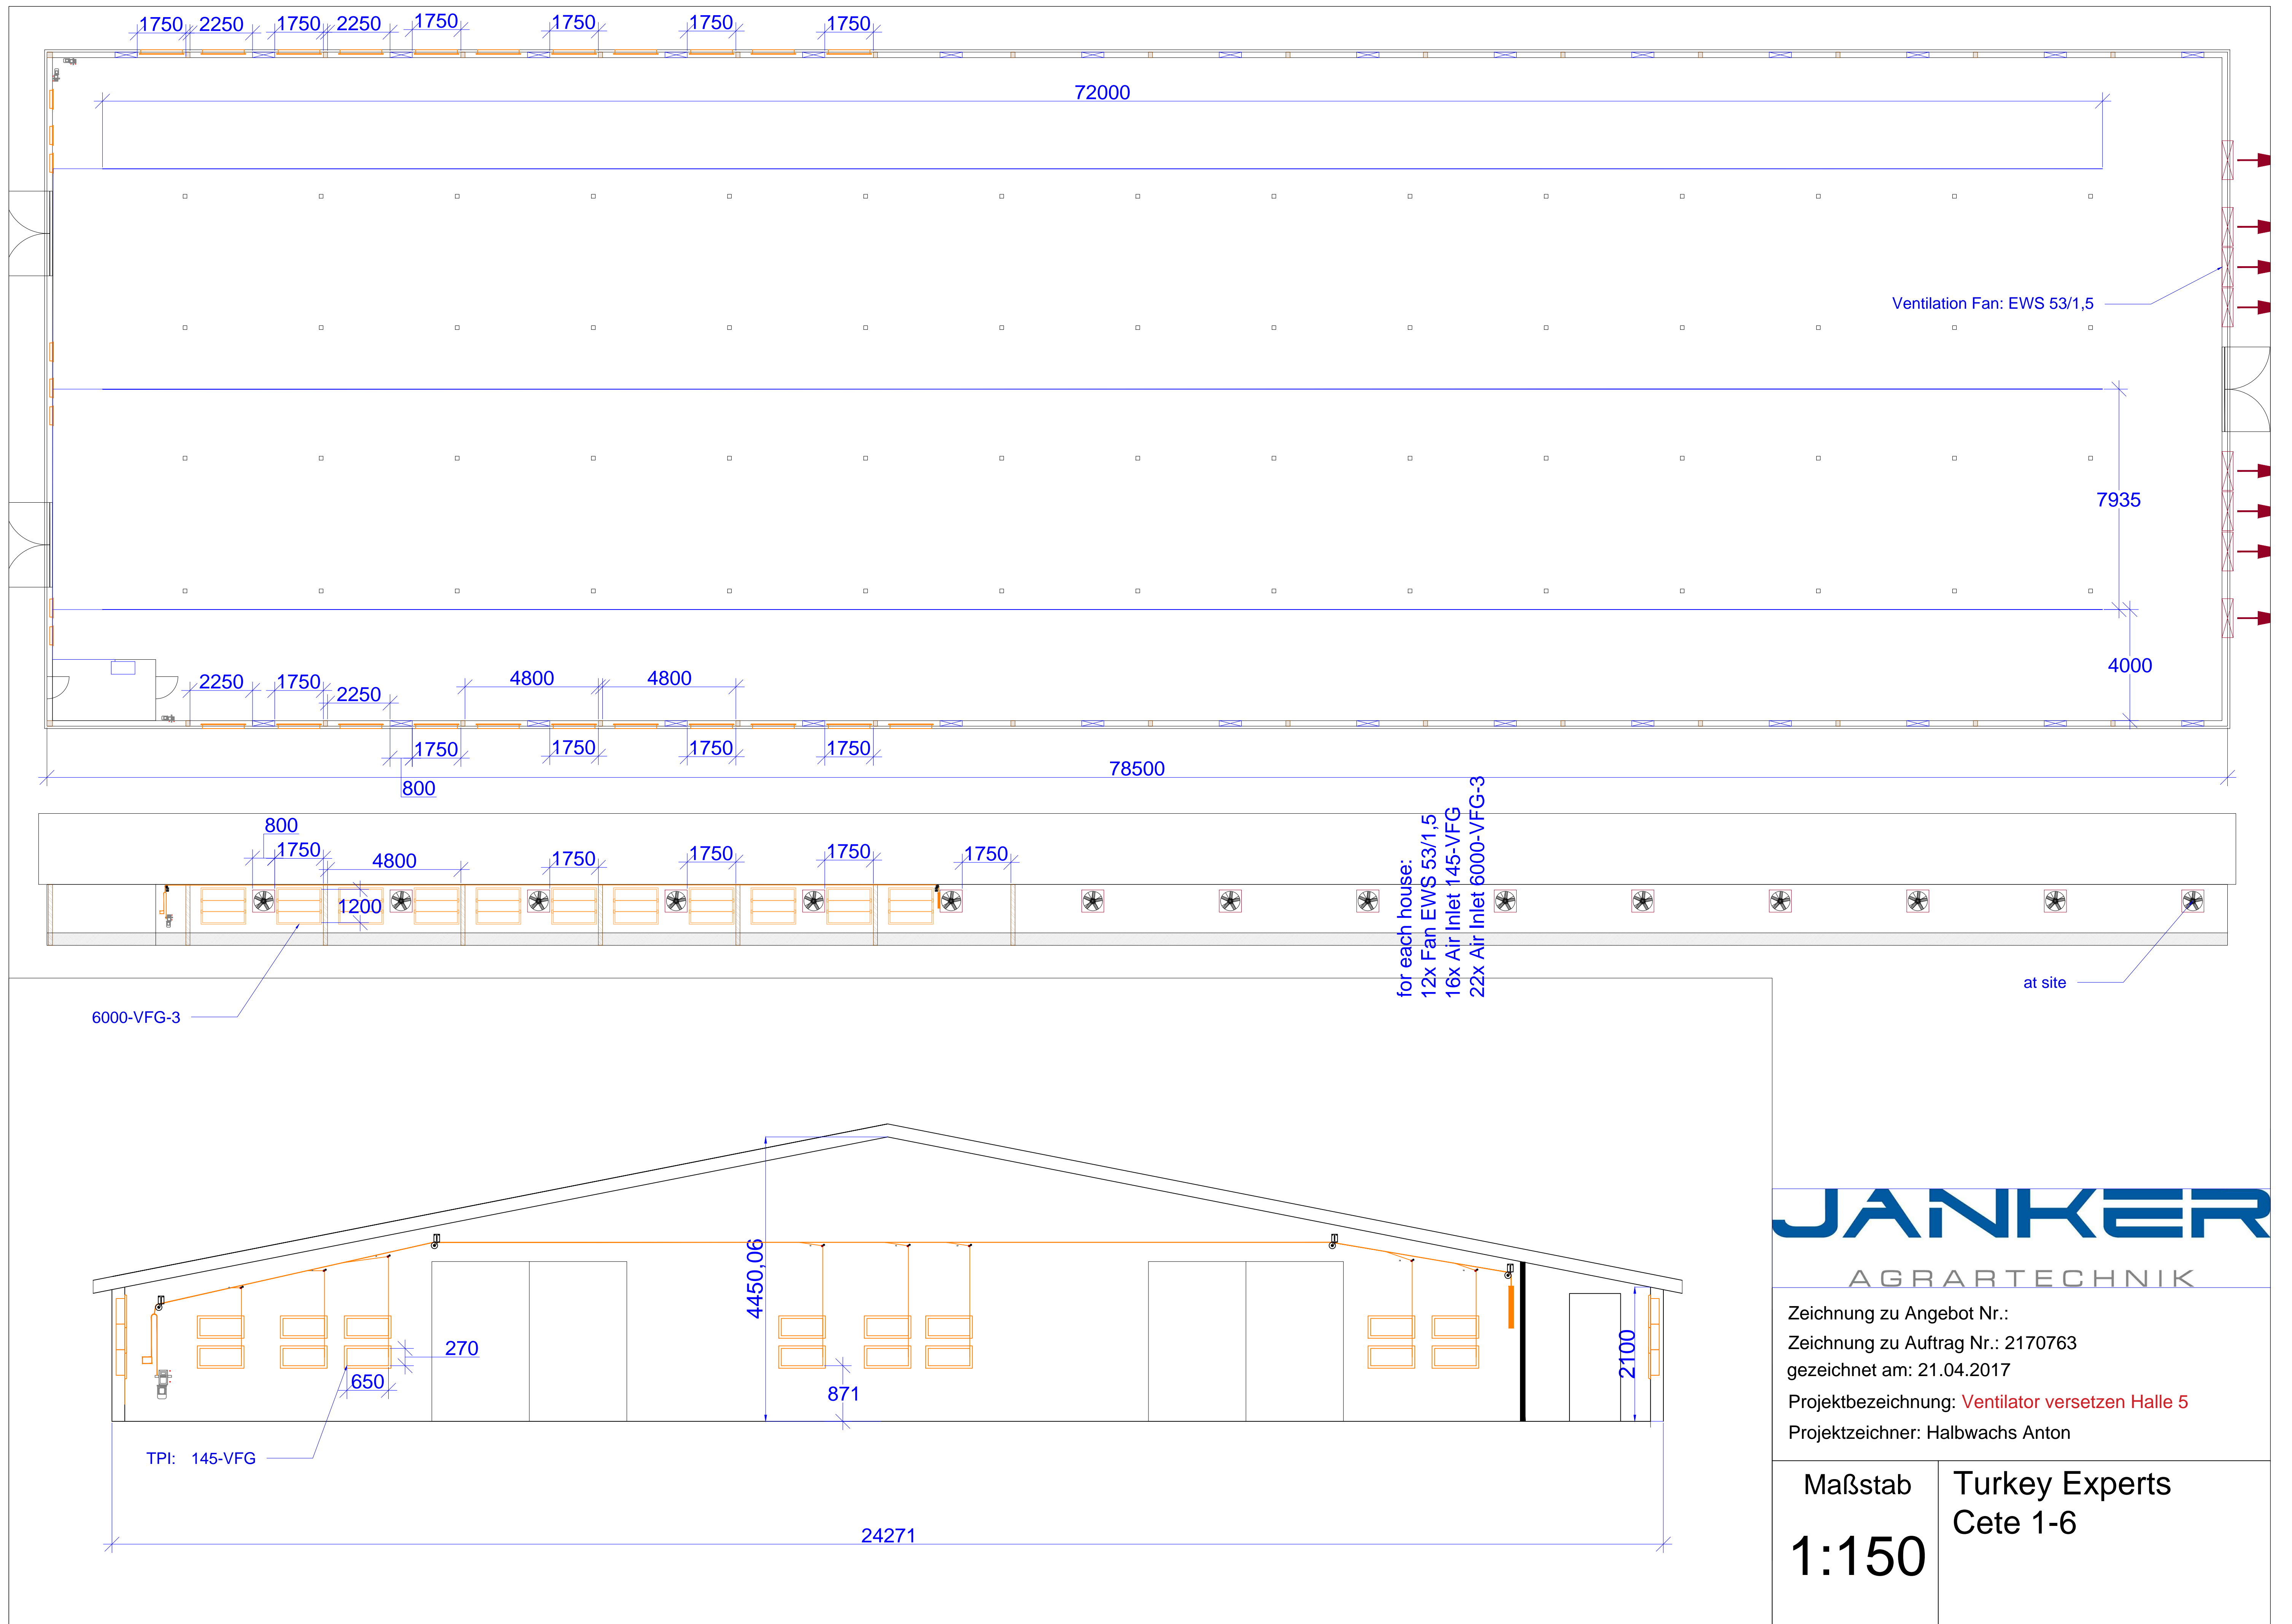 1750 2250 1750 2250 1750 1750 1750 1750
72000
Ventilation Fan: EWS 53/1,5
7935
4000
2250 1750 2250 4800 4800
1750 1750 1750 1750
800
78500
800
1750 4800 1750 1750 1750 1750
1200
for each house:
12x Fan EWS 53/1,5
16x Air Inlet 145-VFG
22x Air Inlet 6000-VFG-3
6000-VFG-3
at site
4450,06
270
650
871
2100
TPI: 145-VFG
24271
JANKER
AGRARTECHNIK
Zeichnung zu Angebot Nr.:
Zeichnung zu Auftrag Nr.: 2170763
gezeichnet am: 21.04.2017
Projektbezeichnung: Ventilator versetzen Halle 5
Projektzeichner: Halbwachs Anton
Maßstab
1:150
Turkey Experts
Cete 1-6